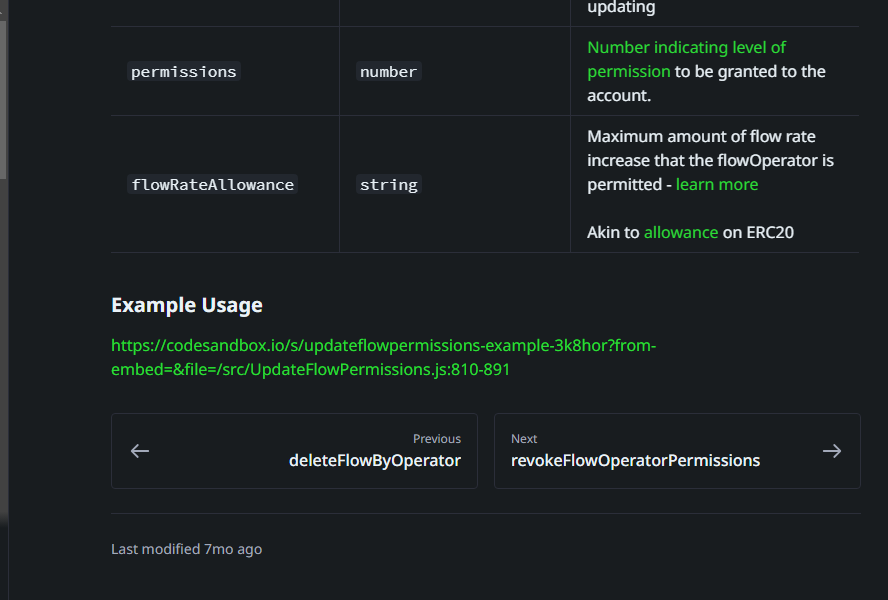 updating
permissions
number
Number indicating level of
permission to be granted to the
account.
flowRateAllowance
string
Maximum amount of flow rate
increase that the flowOperator is
permitted - learn more
Akin to allowance on ERC20
Example Usage
https://codesandbox.io/s/updateflowpermissions-example-3k8hor?from-
embed=&file=/src/UpdateFlowPermissions.js:810-891
Previous
deleteFlowByOperator
Next
revokeFlowOperatorPermissions
Last modified 7mo ago